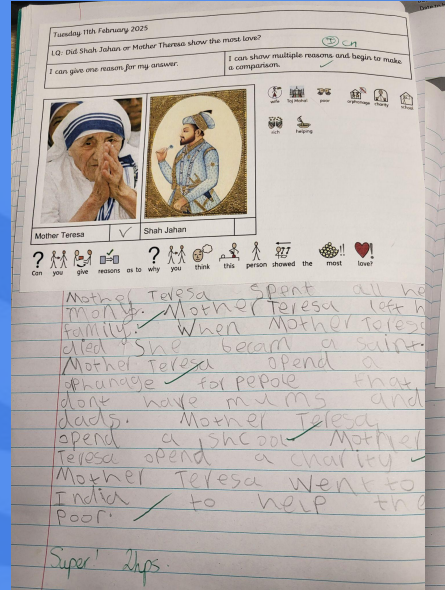 Tuesday 11th February 2025
LQ: Did Shah Jahan or Mother Theresa show the most love?
I can give one reason for my answer.
I can show multiple reasons and begin to make a comparison.
wife Taj Mahal poor orphanage charity school
rich helping
Mother Teresa
Shah Jahan
Can you give reasons as to why you think this person showed the most love?
Mother Teresa spent all he
mony. Mother Teresa left h
family. When Mother Teresa
died she becam a saint.
Mother Teresa opend a
orphunage for pepole that
dont have mums and
dads. Mother Teresa
opend a shcool Mother
Teresa opend a charity
Mother Teresa went to
India to help the
Poor.
Super! 2hps.